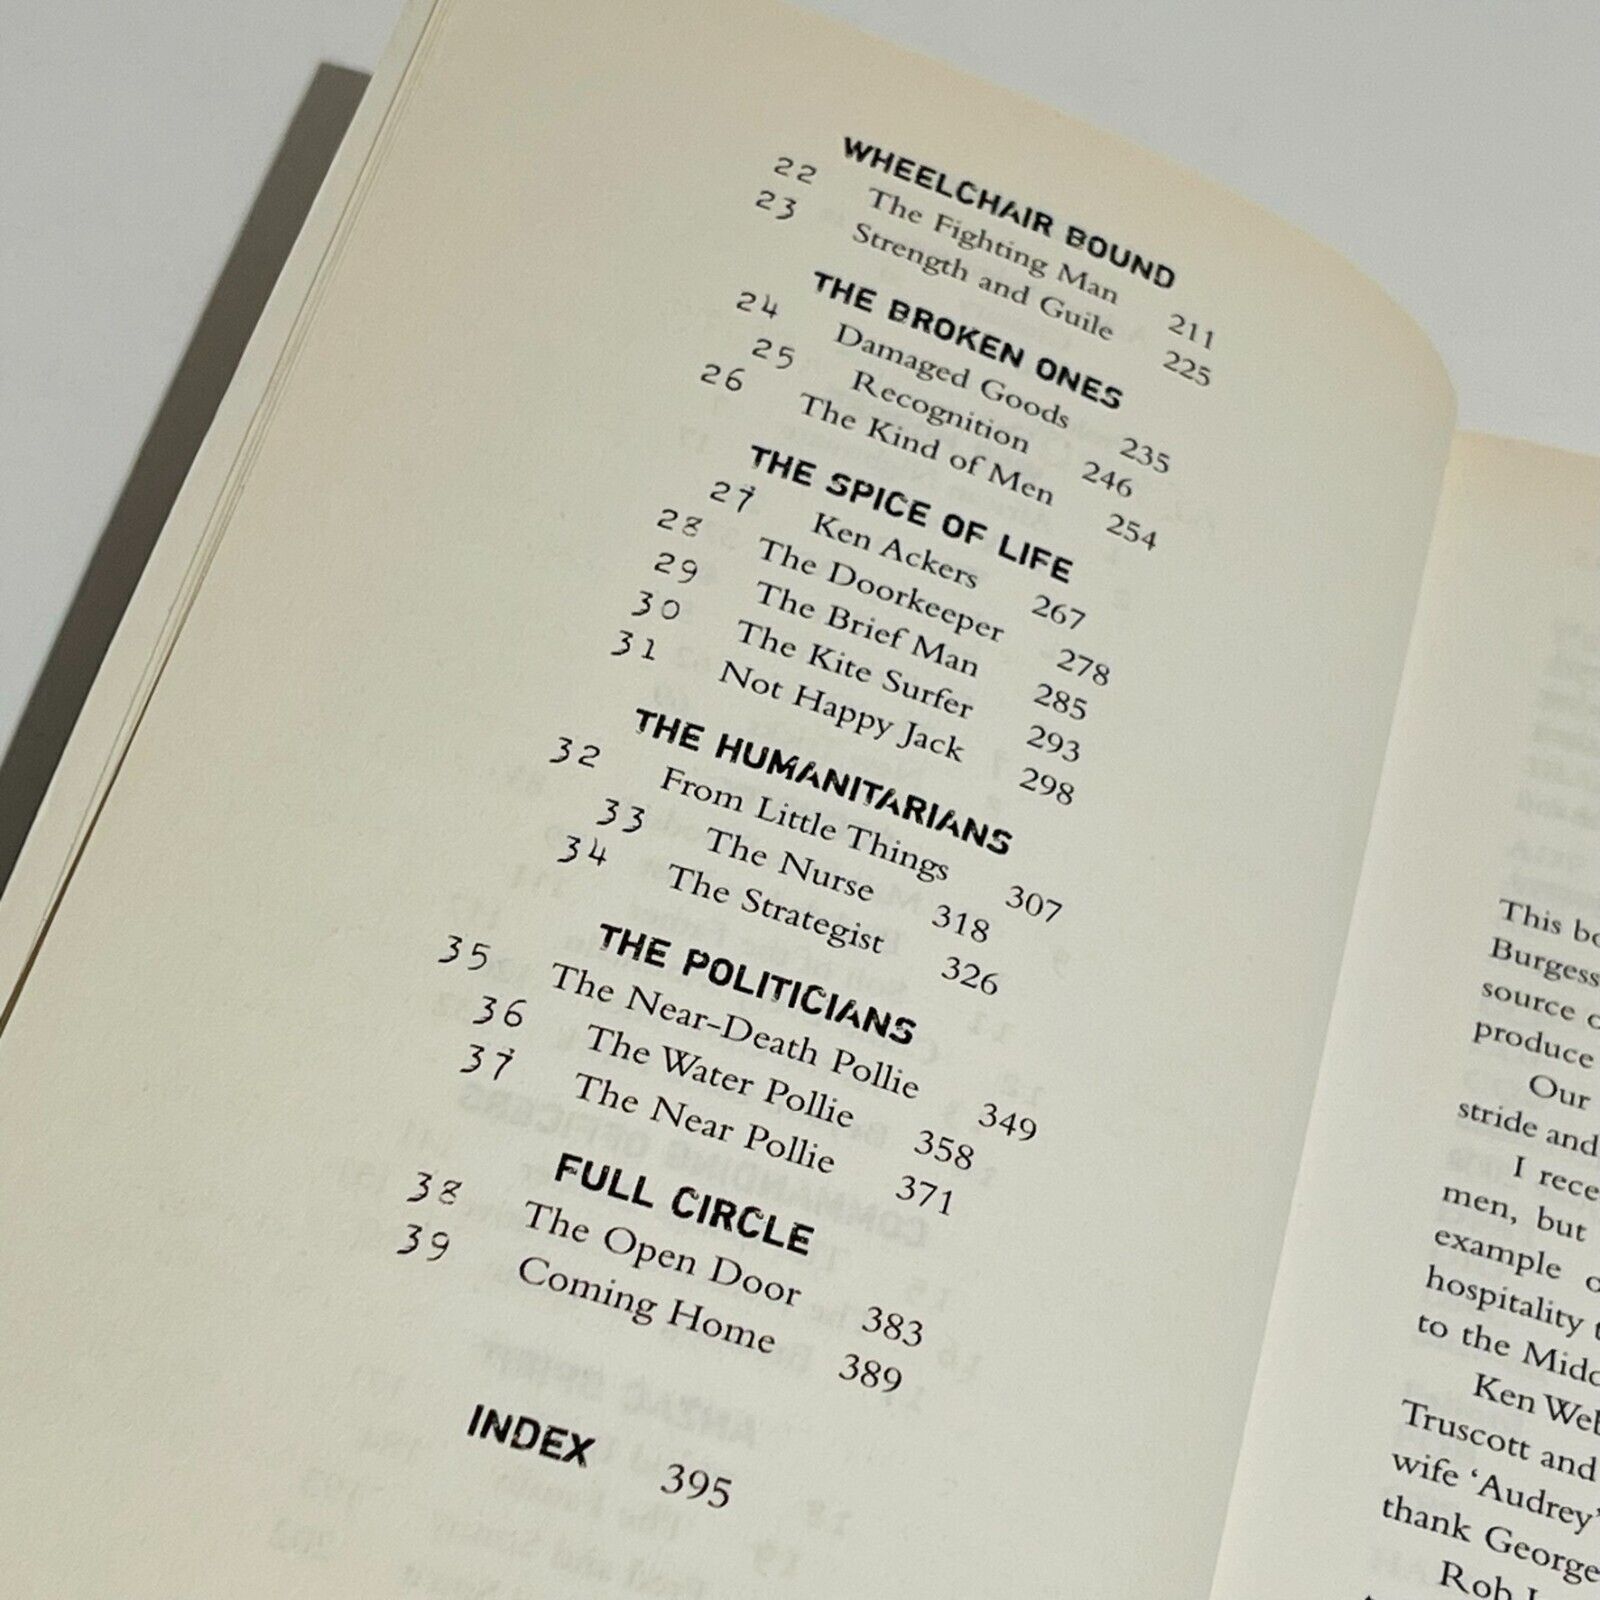 WHEELCHAIR BOUND
22 The Fighting Man 211
23 Strength and Guile 225
THE BROKEN ONES
24 Damaged Goods 235
25 Recognition 246
26 The Kind of Men 254
THE SPICE OF LIFE
27 Ken Ackers 267
28 The Doorkeeper 278
29 The Brief Man 285
30 The Kite Surfer 293
31 Not Happy Jack 298
THE HUMANITARIANS
32 From Little Things 307
33 The Nurse 318
34 The Strategist 326
THE POLITICIANS
35 The Near-Death Pollie 349
36 The Water Pollie 358
37 The Near Pollie 371
FULL CIRCLE
38 The Open Door 383
39 Coming Home 389
INDEX 395
This
Burgess
source
produce
Our
stride and
I
men, but
example
hospitality
to the
Ken
Truscott and
wife ‘Audrey’
thank George
Rob